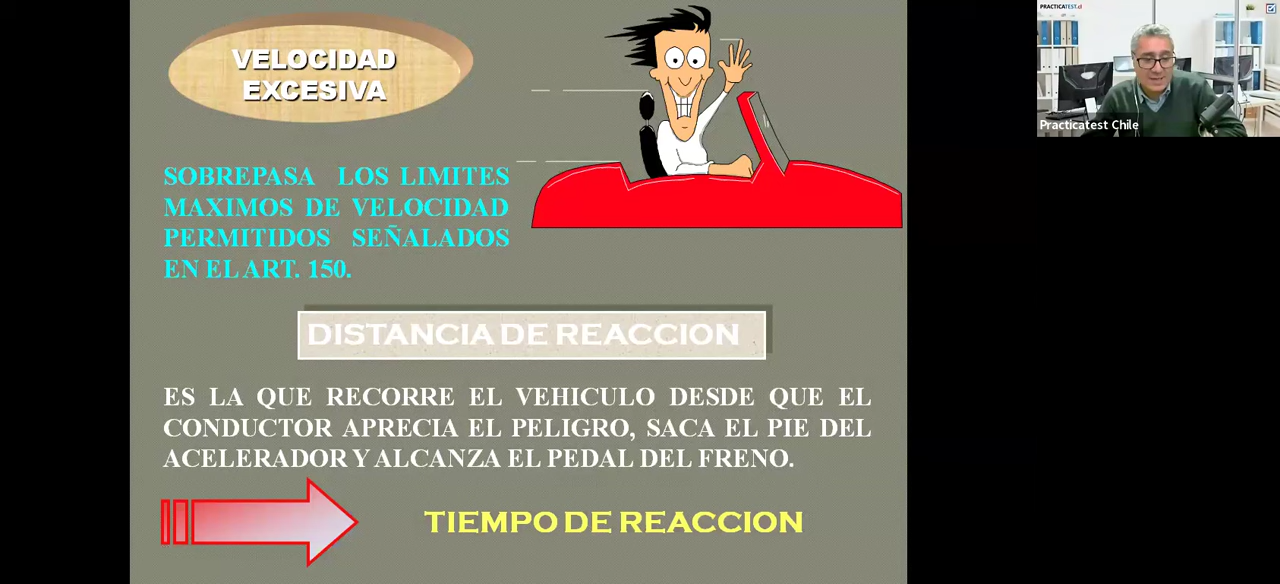 VELOCIDAD
EXCESIVA
SOBREPASA LOS LIMITES
MAXIMOS DE VELOCIDAD
PERMITIDOS SEÑALADOS
EN EL ART. 150.
DISTANCIA DE REACCION
ES LA QUE RECORRE EL VEHICULO DESDE QUE EL
CONDUCTOR APRECIA EL PELIGRO, SACA EL PIE DEL
ACELERADOR Y ALCANZA EL PEDAL DEL FRENO.
TIEMPO DE REACCION
PRACTICATEST.cl
Practicatest Chile